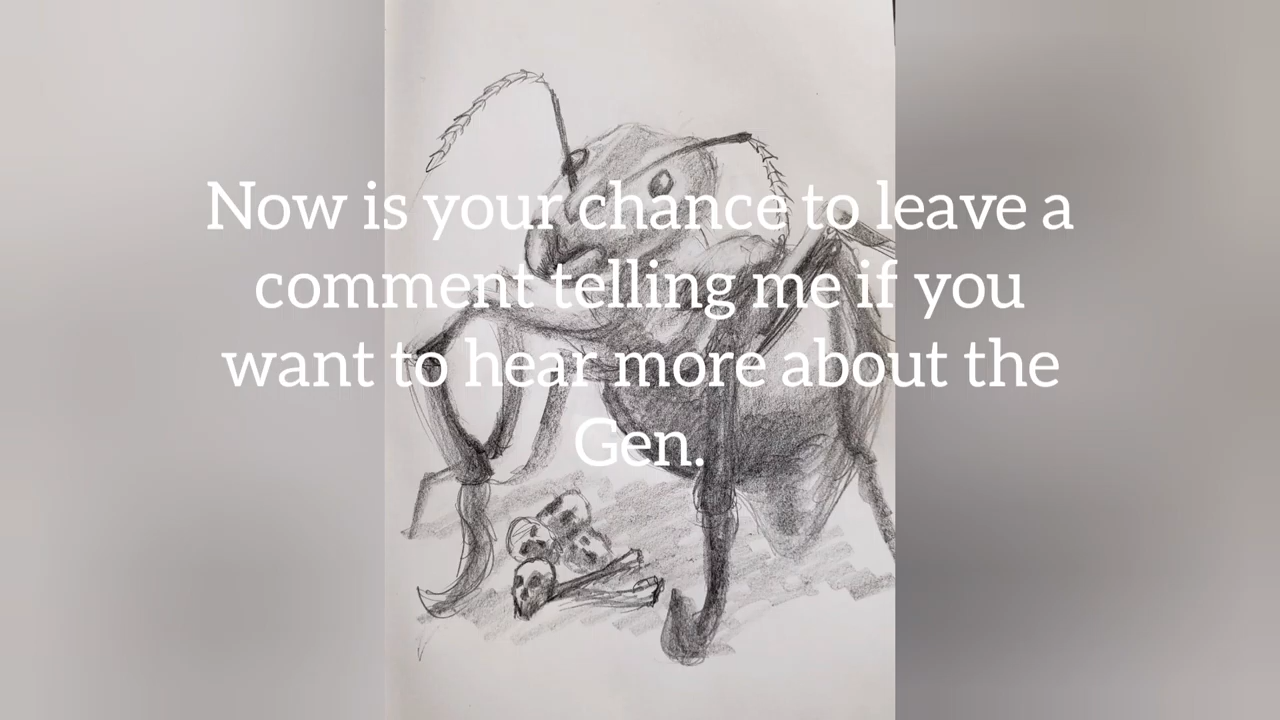 Now is your chance to leave a
comment telling me if you
want to hear more about the
Gen.